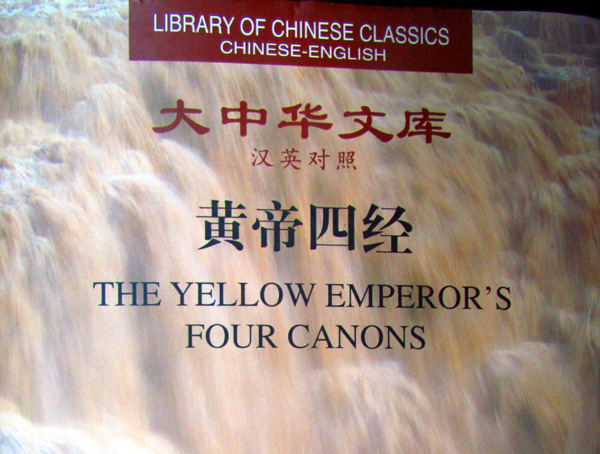 LIBRARY OF CHINESE CLASSICS
CHINESE-ENGLISH
大中华文库
汉英对照
黄帝四经
THE YELLOW EMPEROR'S
FOUR CANONS